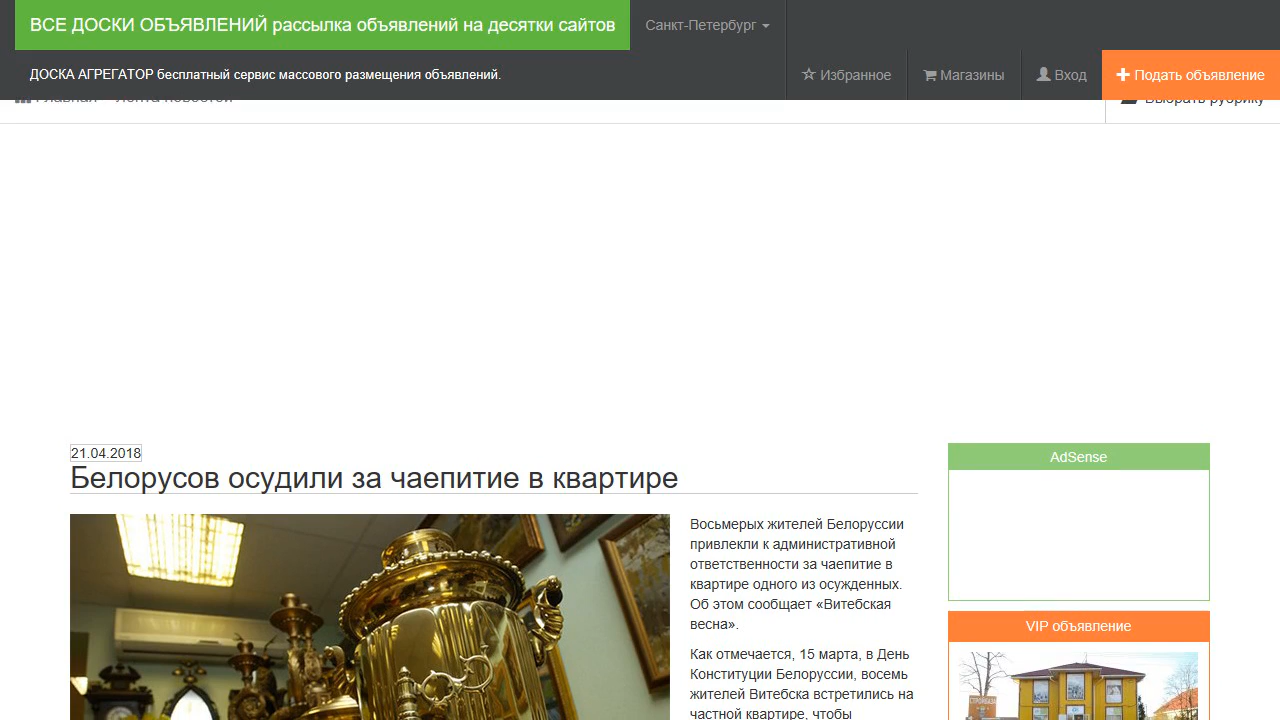 ВСЕ ДОСКИ ОБЪЯВЛЕНИЙ рассылка объявлений на десятки сайтов
Санкт-Петербург
ДОСКА АГРЕГАТОР бесплатный сервис массового размещения объявлений.
Избранное
Магазины
Вход
Подать объявление
Выбрать рубрику
21.04.2018
Белорусов осудили за чаепитие в квартире
Восьмерых жителей Белоруссии
привлекли к административной
ответственности за чаепитие в
квартире одного из осужденных.
Об этом сообщает «Витебская
весна».
Как отмечается, 15 марта, в День
Конституции Белоруссии, восемь
жителей Витебска встретились на
частной квартире, чтобы
AdSense
VIP объявление